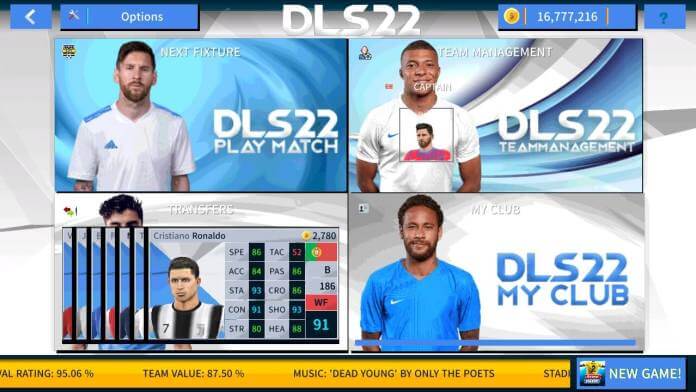 Options
DLS22
16,777,216
?
NEXT FIXTURE
DLS22
PLAY MATCH
TEAM MANAGEMENT
CAPTAIN
DLS22
TEAMMANAGEMENT
TRANSFERS
Cristiano Ronaldo
2,780
SPE 86 TAC 52
ACC 84 PAS 86 B
STA 93 CRO 86 186
CON 91 SHO 93 WF
STR 80 HEA 88 91
7
MY CLUB
DLS22
MY CLUB
VAL RATING: 95.06 % TEAM VALUE: 87.50 % MUSIC: 'DEAD YOUNG' BY ONLY THE POETS STADI
NEW GAME!